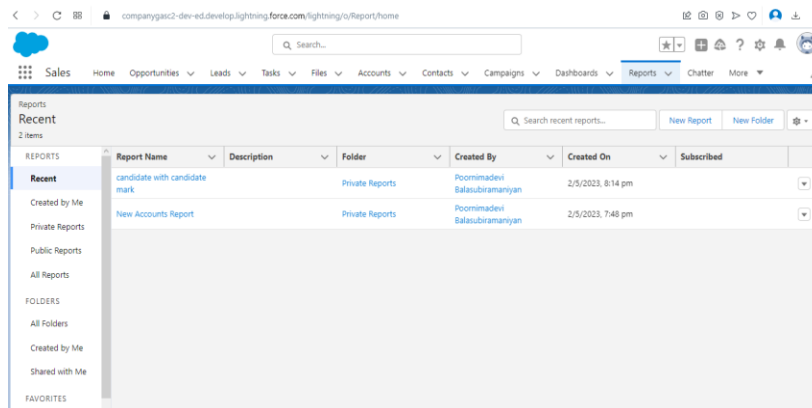 companygasc2-dev-ed.develop.lightning.force.com/lightning/o/Report/home
Search...
Sales Home Opportunities Leads Tasks Files Accounts Contacts Campaigns Dashboards Reports Chatter More
Reports
Recent
2 items
Search recent reports...
New Report New Folder
REPORTS
Recent
Created by Me
Private Reports
Public Reports
All Reports
FOLDERS
All Folders
Created by Me
Shared with Me
FAVORITES
Report Name Description Folder Created By Created On Subscribed
candidate with candidate
mark
Private Reports
Poornimadevi
Balasubiramaniyan
2/5/2023, 8:14 pm
New Accounts Report
Private Reports
Poornimadevi
Balasubiramaniyan
2/5/2023, 7:48 pm